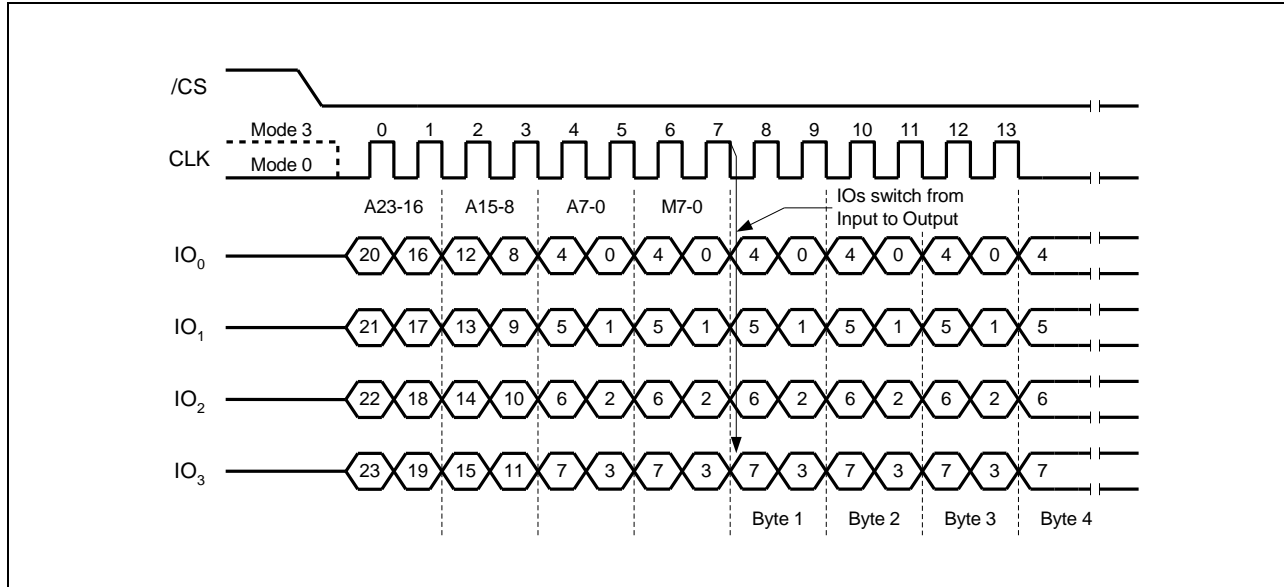 /CS
Mode 3 0 1 2 3 4 5 6 7 8 9 10 11 12 13
CLK
Mode 0
A23-16 A15-8 A7-0 M7-0 IOs switch from
Input to Output
IO0 20 16 12 8 4 0 4 0 4 0 4 0 4 0 4
IO1 21 17 13 9 5 1 5 1 5 1 5 1 5 1 5
IO2 22 18 14 10 6 2 6 2 6 2 6 2 6 2 6
IO3 23 19 15 11 7 3 7 3 7 3 7 3 7 3 7
Byte 1 Byte 2 Byte 3 Byte 4